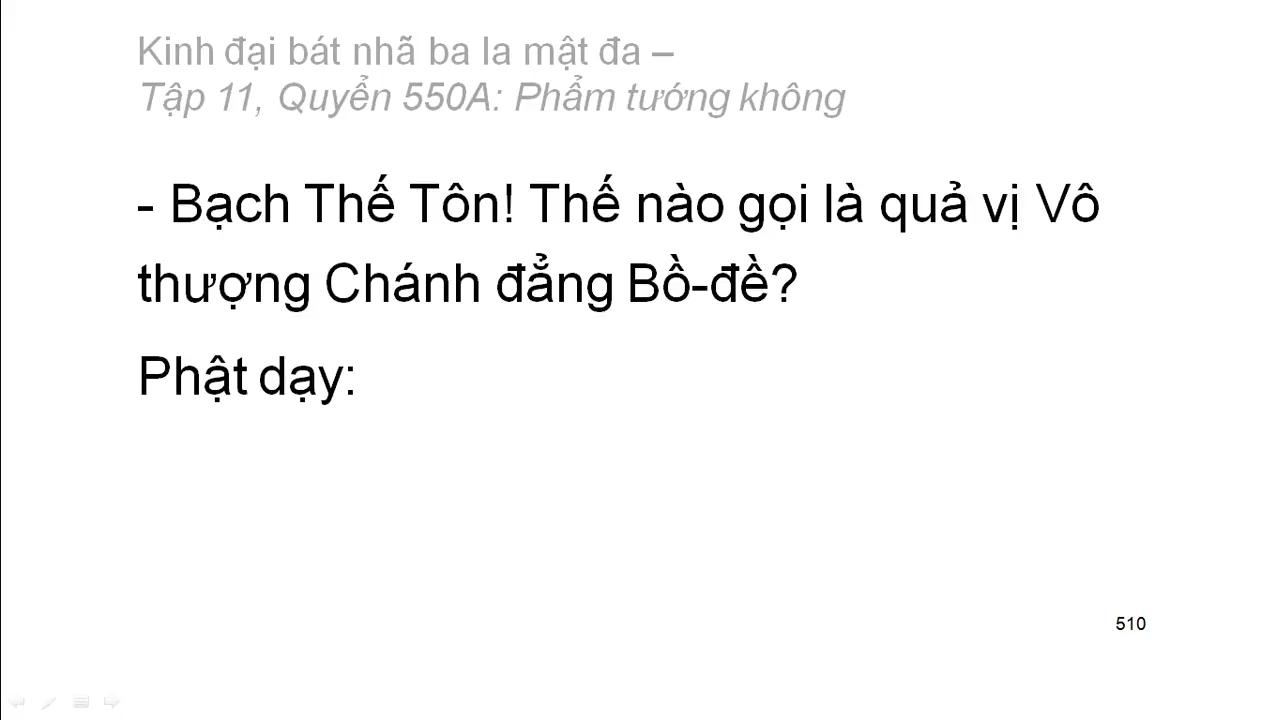 Kinh đại bát nhã ba la mật đa –
Tập 11, Quyển 550A: Phẩm tướng không
- Bạch Thế Tôn! Thế nào gọi là quả vị Vô
thượng Chánh đẳng Bồ-đề?
Phật dạy:
510